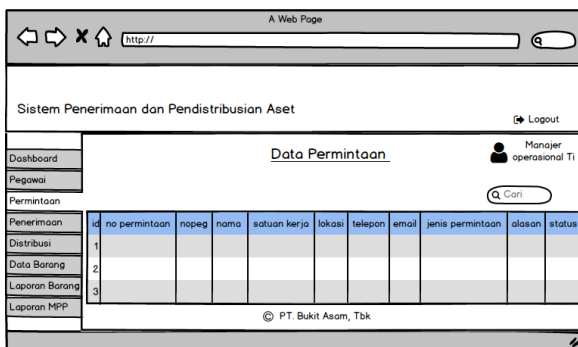 A Web Page
http://
Sistem Penerimaan dan Pendistribusian Aset
Logout
Dashboard
Pegawai
Permintaan
Penerimaan
Distribusi
Data Barang
Laporan Barang
Laporan MPP
Data Permintaan
Manajer
operasional Ti
Cari
id no permintaan nopeg nama satuan kerja lokasi telepon email jenis permintaan alasan status
1
2
3
© PT. Bukit Asam, Tbk